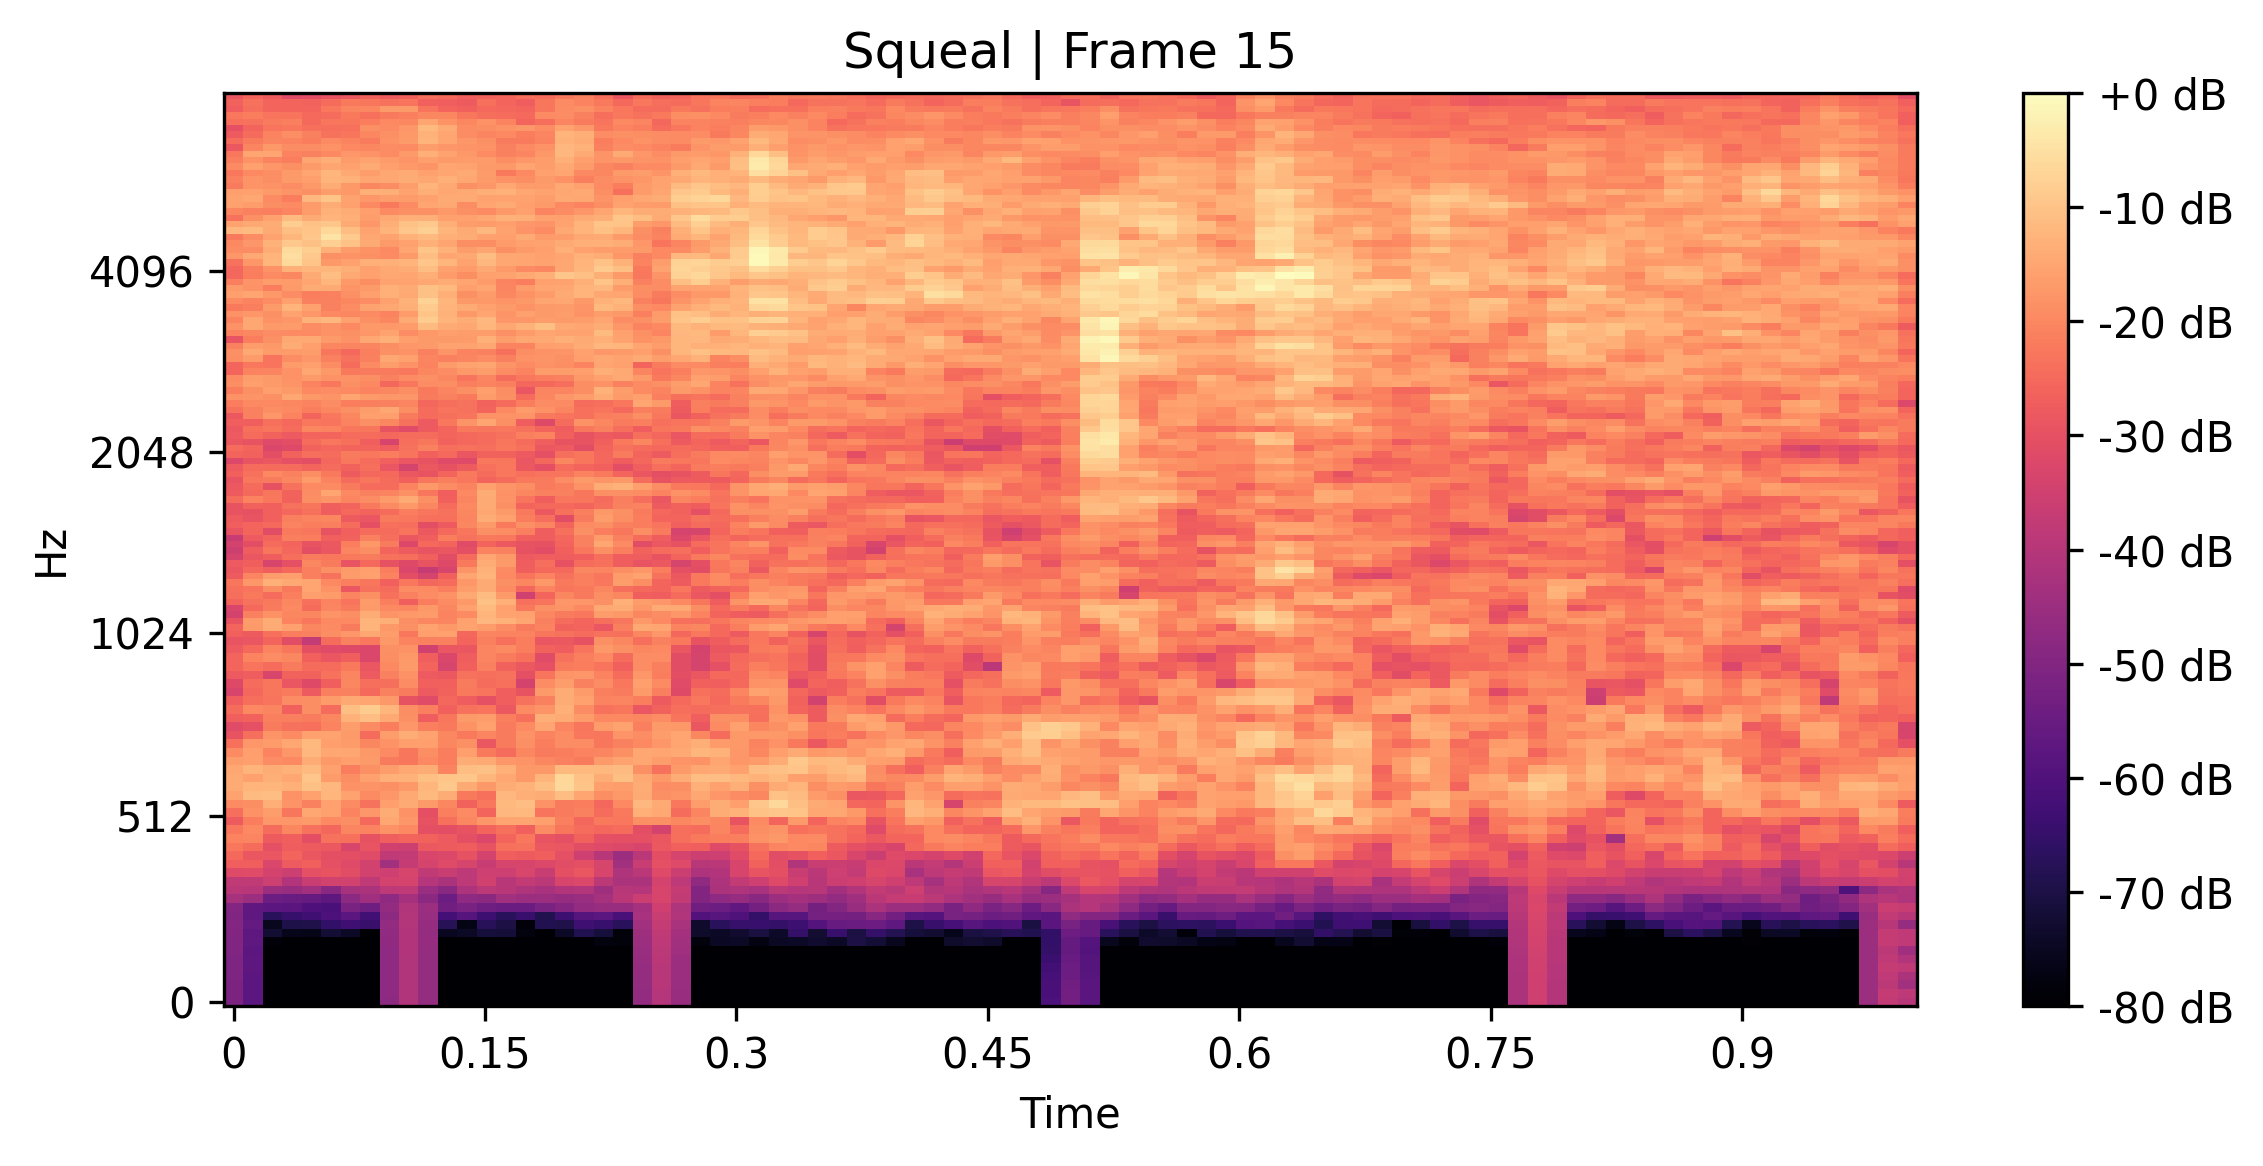 Squeal | Frame 15
+0 dB
-10 dB
-20 dB
-30 dB
-40 dB
-50 dB
-60 dB
-70 dB
-80 dB
Hz
4096
2048
1024
512
0
0 0.15 0.3 0.45 0.6 0.75 0.9
Time